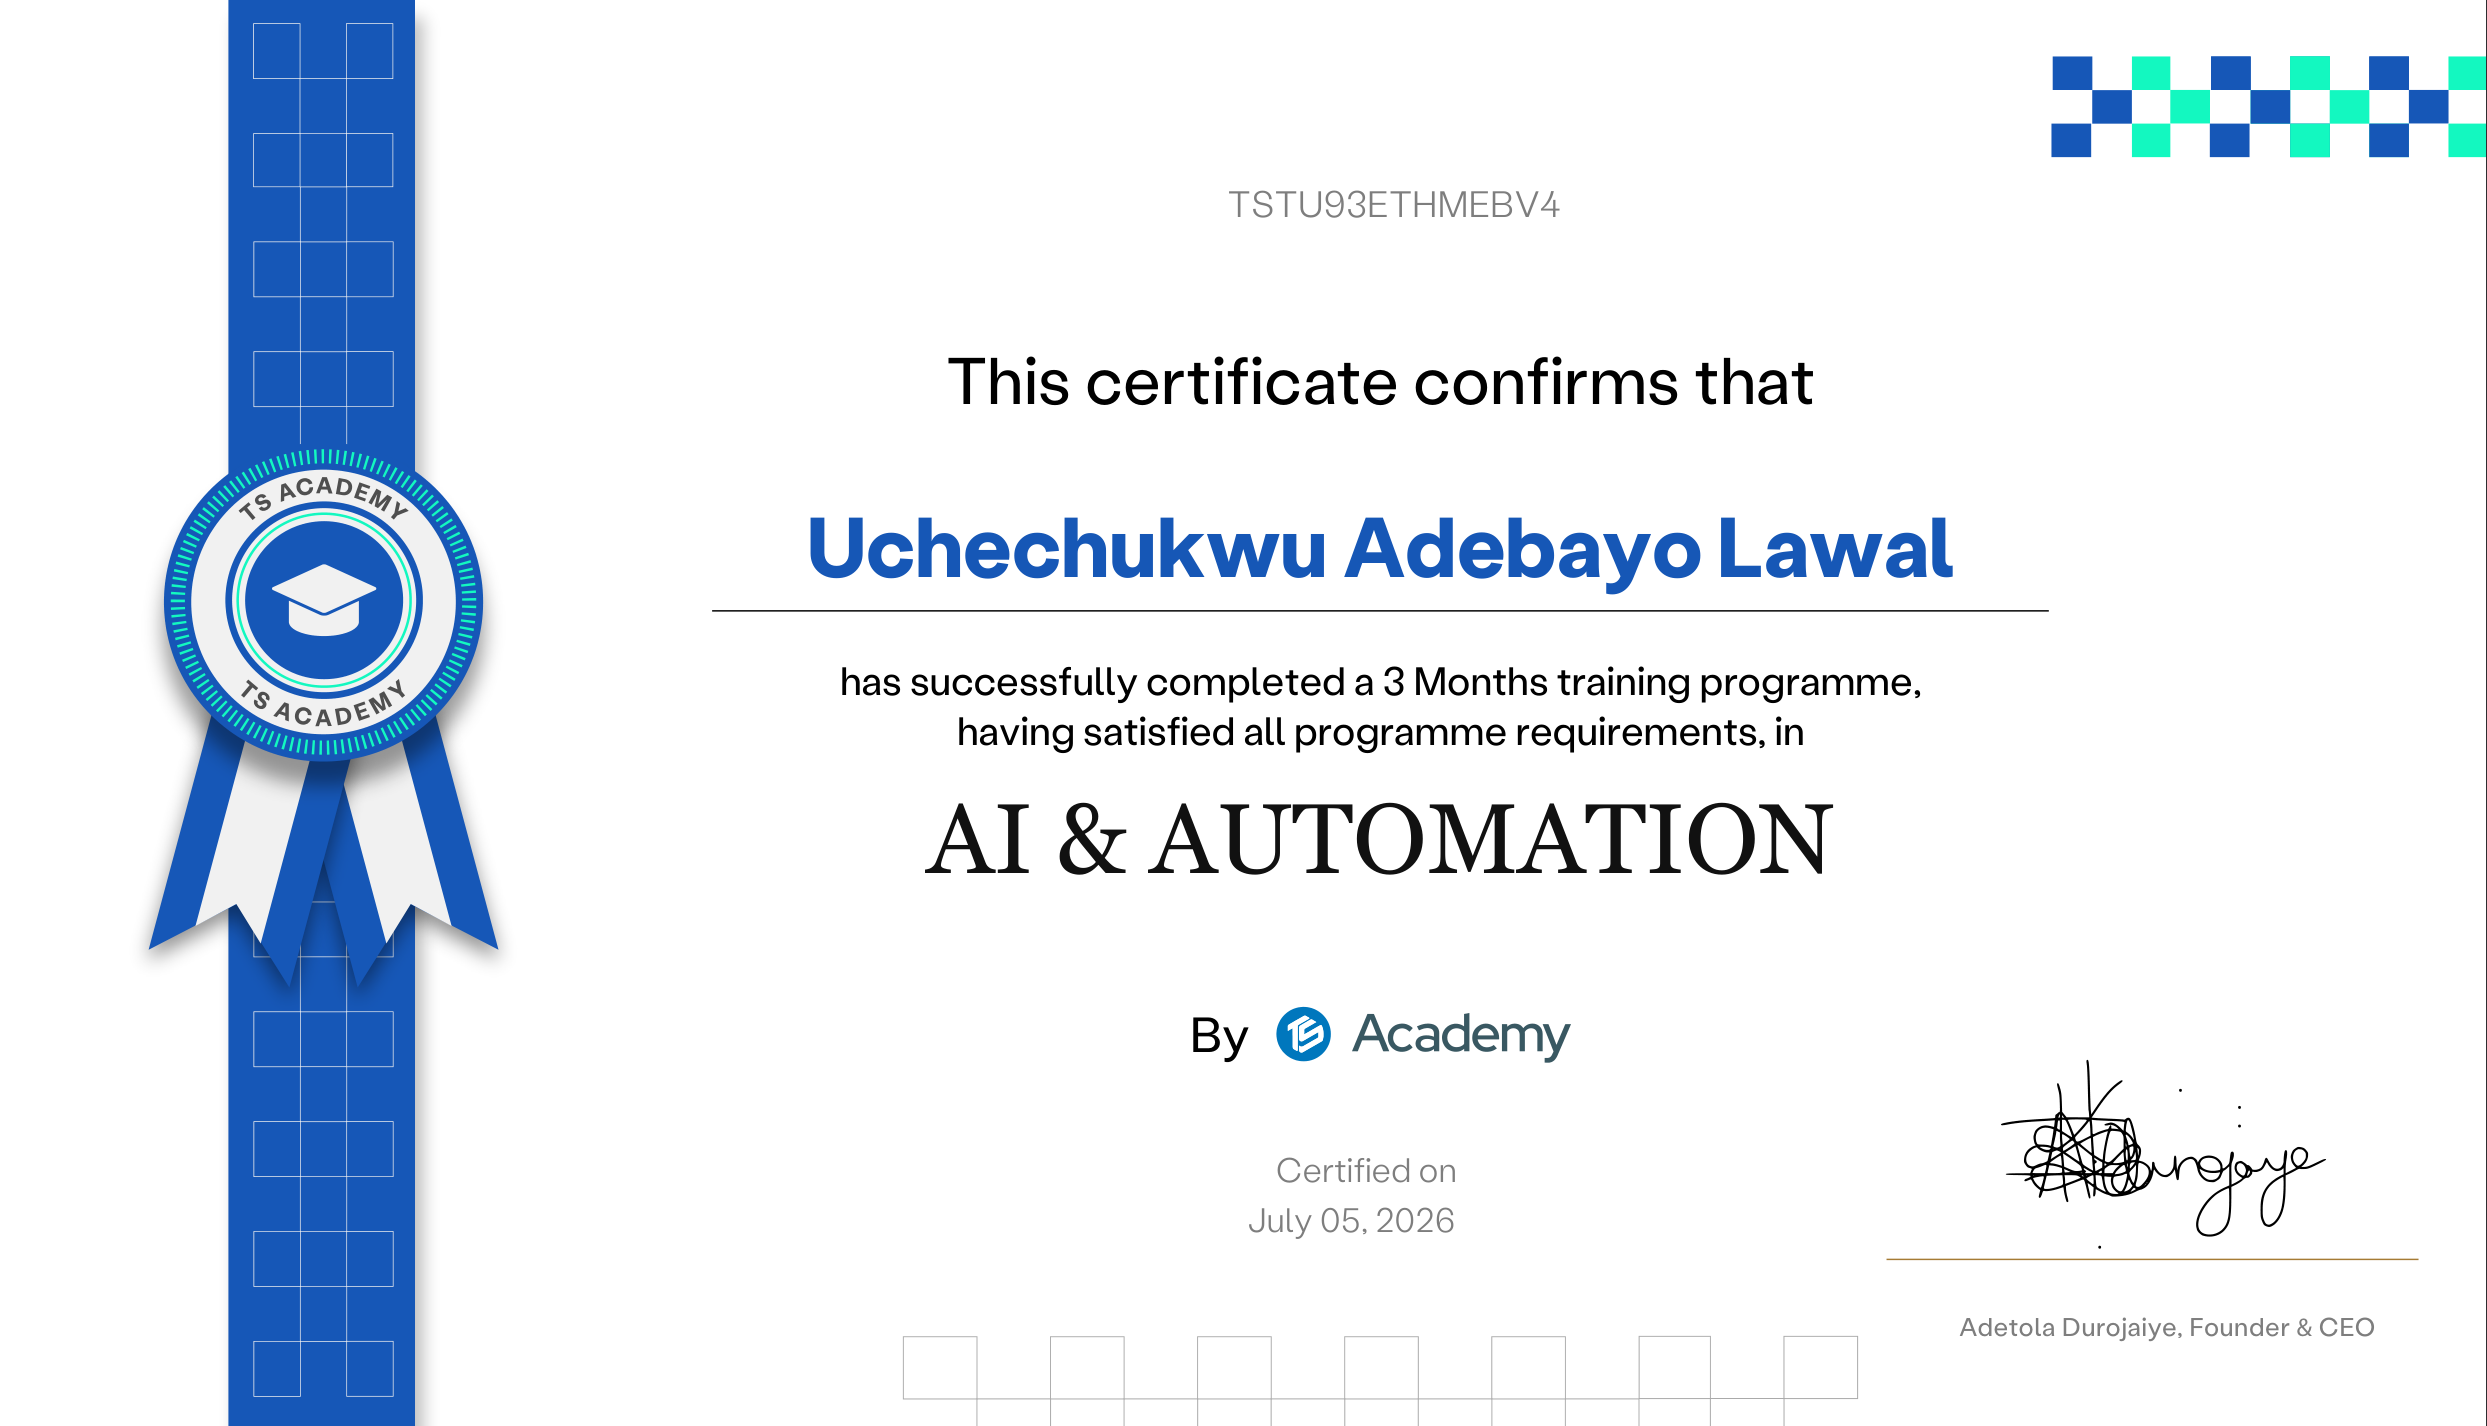 TSTU93ETHMEBV4
This certificate confirms that
Uchechukwu Adebayo Lawal
has successfully completed a 3 Months training programme,
having satisfied all programme requirements, in
AI & AUTOMATION
TS ACADEMY
TS ACADEMY
By TS Academy
Certified on
July 05, 2026
Durojaye
Adetola Durojaiye, Founder & CEO